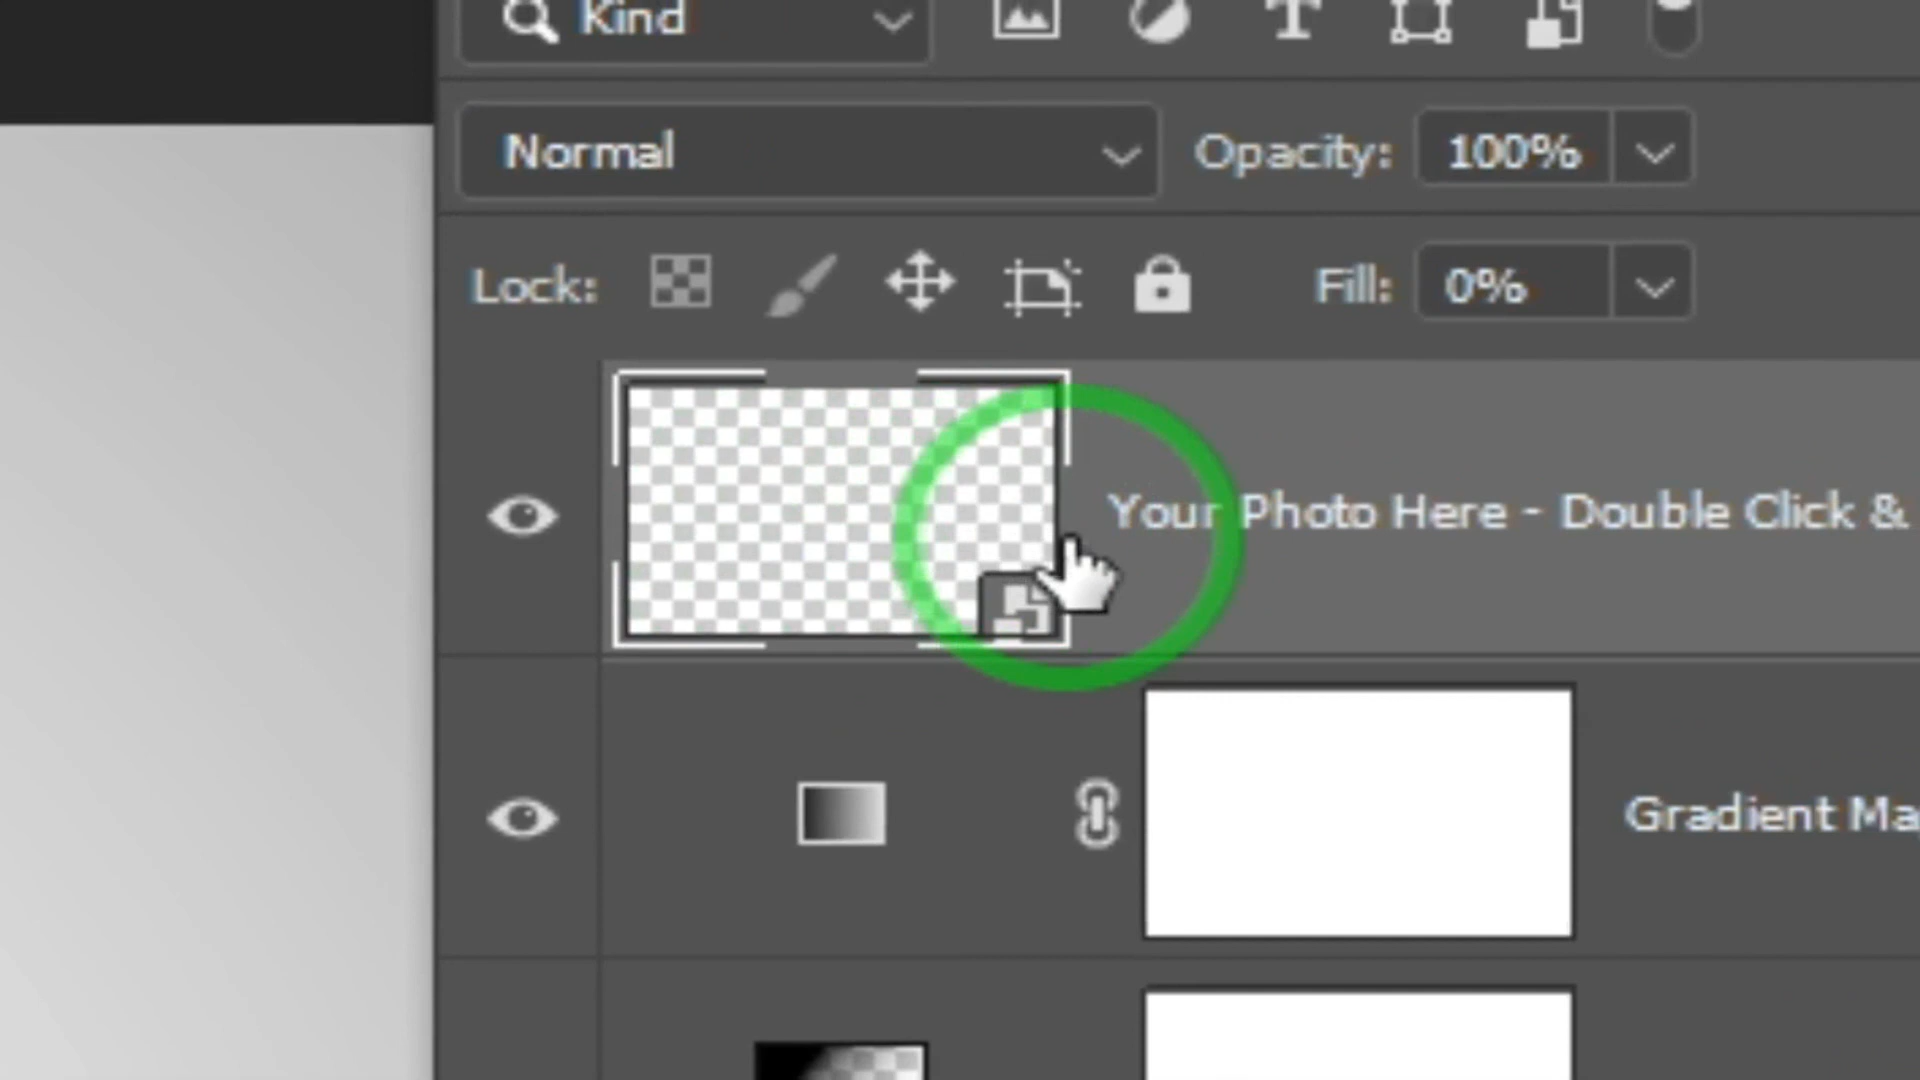 Kind
Normal
Opacity: 100%
Lock:
Fill: 0%
Your Photo Here - Double Click &
Gradient Ma